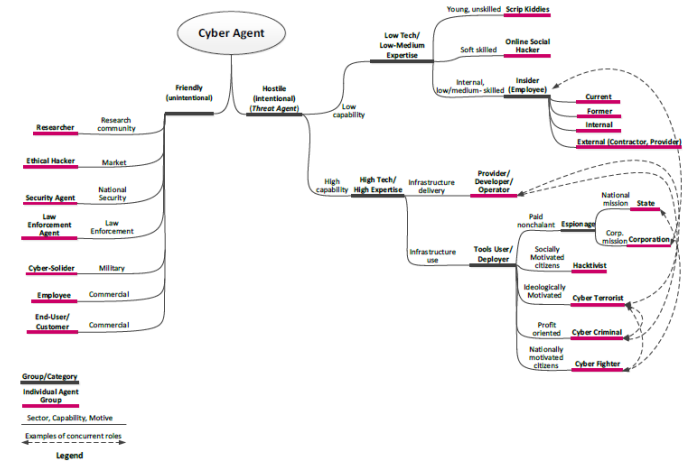 Cyber Agent
Friendly
(unintentional)
Hostile
(intentional)
(Threat Agent)
Research
community
Researcher
Market
Ethical Hacker
National
Security
Security Agent
Law
Enforcement
Law
Enforcement
Agent
Military
Cyber-Solider
Commercial
Employee
Commercial
End-User/
Customer
Low
capability
Low Tech/
Low-Medium
Expertise
Young, unskilled
Scrip Kiddies
Soft skilled
Online Social
Hacker
Internal,
low/medium- skilled
Insider
(Employee)
Current
Former
Internal
External (Contractor, Provider)
High
capability
High Tech/
High Expertise
Infrastructure
delivery
Provider/
Developer/
Operator
Infrastructure
use
Tools User/
Deployer
Paid
nonchalant
Espionage
National
mission
State
Corp.
mission
Corporation
Socially
Motivated
citizens
Hacktivist
Ideologically
Motivated
Cyber Terrorist
Profit
oriented
Cyber Criminal
Nationally
motivated
citizens
Cyber Fighter
Group/Category
Individual Agent
Group
Sector, Capability, Motive
Examples of concurrent roles
Legend